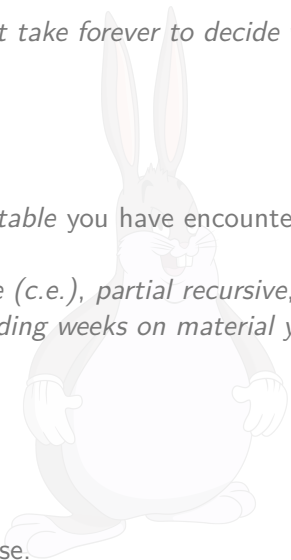 t take forever to decide
table you have encounte
e (c.e.), partial recursive,
ding weeks on material y
se.